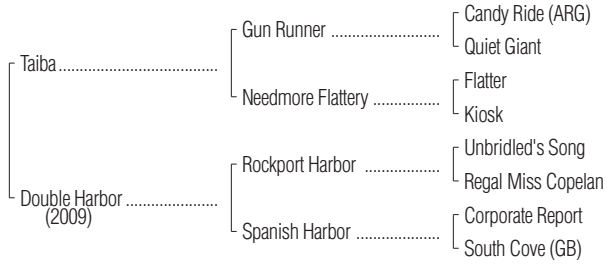 Candy Ride (ARG)
Gun Runner ........................
Quiet Giant
Taiba...................................
Flatter
Needmore Flattery ...............
Kiosk
Unbridled's Song
Rockport Harbor .................
Regal Miss Copelan
Double Harbor ....................
(2009)
Corporate Report
Spanish Harbor ..................
South Cove (GB)